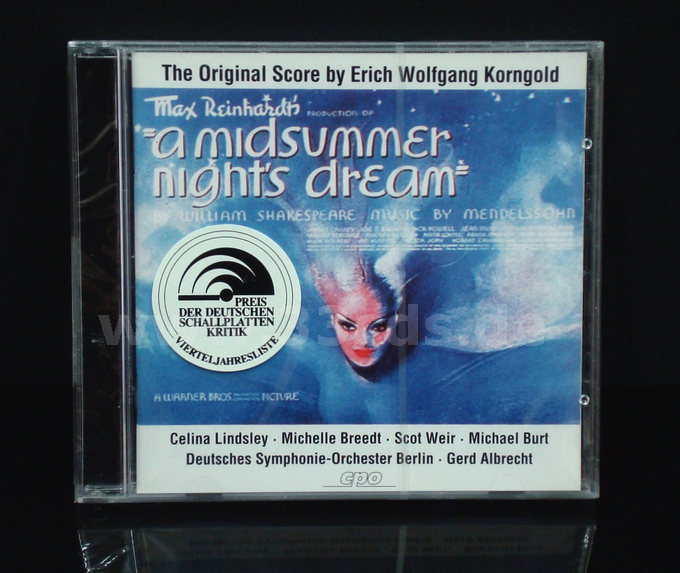 The Original Score by Erich Wolfgang Korngold
Max Reinhardt's
PRODUCTION OF
"a midsummer
night's dream"
BY WILLIAM SHAKESPEARE MUSIC BY MENDELSSOHN
PREIS
DER DEUTSCHEN
SCHALLPLATTEN
KRITIK
VIERTELJAHRESLISTE
A WARNER BROS. PICTURE
Celina Lindsley · Michelle Breedt · Scot Weir · Michael Burt
Deutsches Symphonie-Orchester Berlin · Gerd Albrecht
cpo